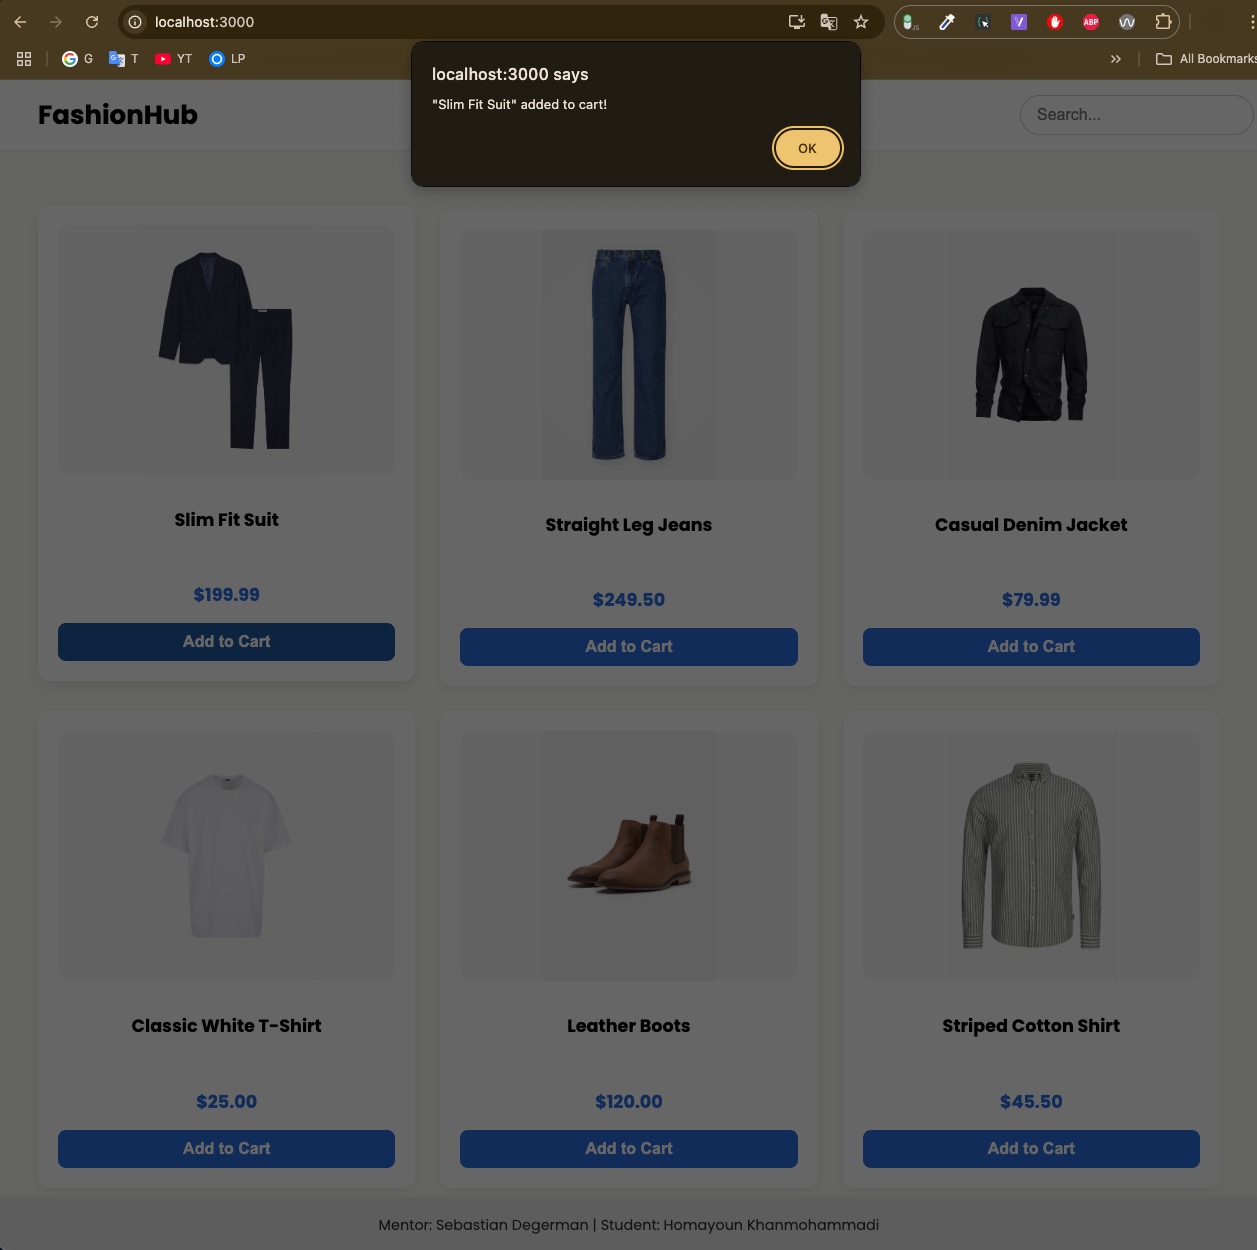 localhost:3000
G
T
YT
LP
All Bookmarks
localhost:3000 says
"Slim Fit Suit" added to cart!
OK
FashionHub
Search...
Slim Fit Suit
$199.99
Add to Cart
Straight Leg Jeans
$249.50
Add to Cart
Casual Denim Jacket
$79.99
Add to Cart
Classic White T-Shirt
$25.00
Add to Cart
Leather Boots
$120.00
Add to Cart
Striped Cotton Shirt
$45.50
Add to Cart
Mentor: Sebastian Degerman | Student: Homayoun Khanmohammadi